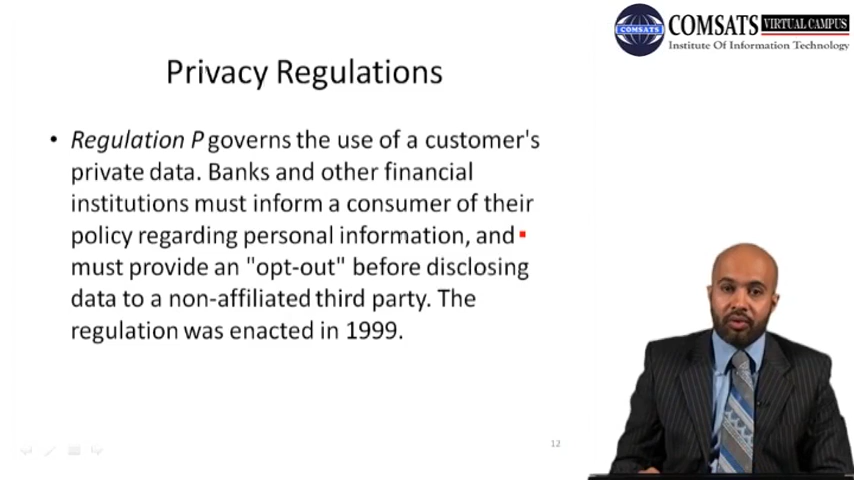 COMSATS VIRTUAL CAMPUS
COMSATS
Institute Of Information Technology
Privacy Regulations
• Regulation P governs the use of a customer's
private data. Banks and other financial
institutions must inform a consumer of their
policy regarding personal information, and
must provide an "opt-out" before disclosing
data to a non-affiliated third party. The
regulation was enacted in 1999.
12